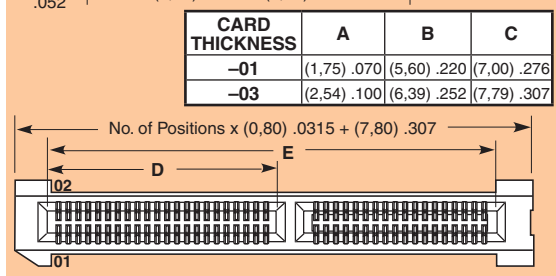 .052
CARD THICKNESS A B C
–01 (1,75) .070 (5,60) .220 (7,00) .276
–03 (2,54) .100 (6,39) .252 (7,79) .307
No. of Positions x (0,80) .0315 + (7,80) .307
E
D
02
01